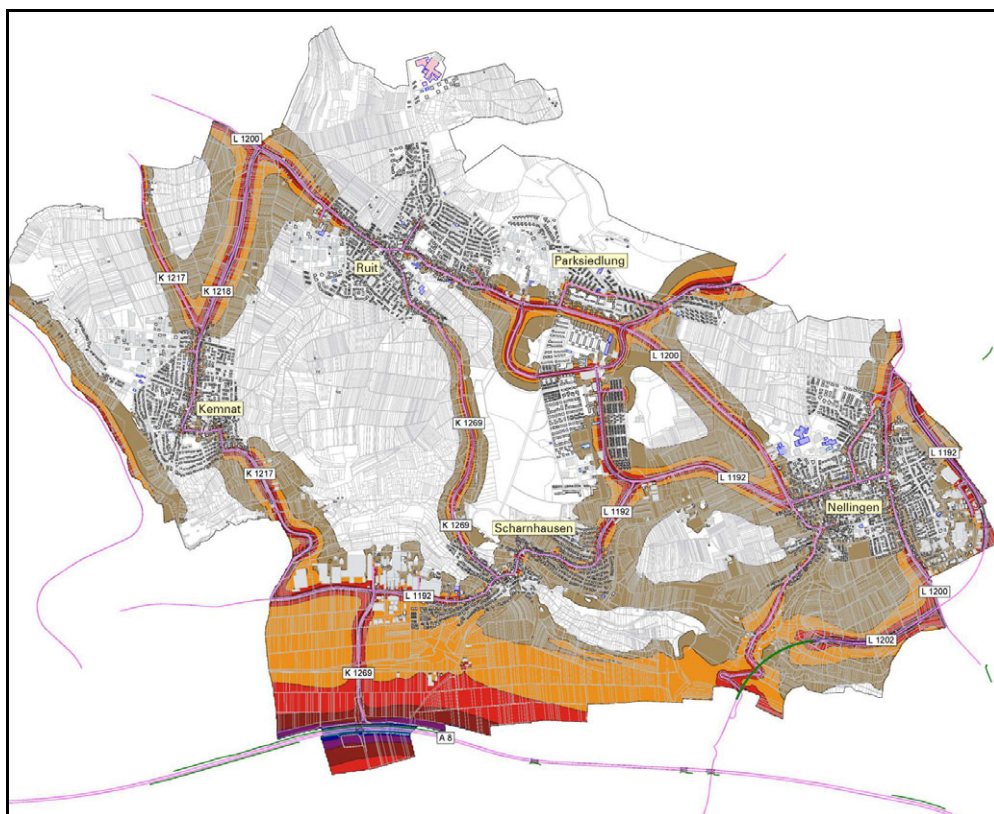 L 1200
Parksiedlung
Ruit
K 1217
K 1218
L 1200
Kemnat
K 1269
L 1192
K 1217
L 1192
Nellingen
L 1192
K 1269
Scharnhausen
L 1200
L 1192
L 1202
K 1269
A 8